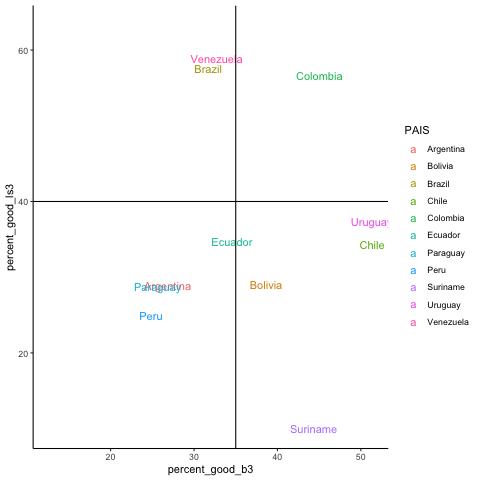 60
40
20
percent_good_ls3
Venezuela
Brazil
Colombia
Uruguay
Chile
Ecuador
Argentina
Paraguay
Bolivia
Peru
Suriname
20
30
40
50
percent_good_b3
PAIS
a Argentina
a Bolivia
a Brazil
a Chile
a Colombia
a Ecuador
a Paraguay
a Peru
a Suriname
a Uruguay
a Venezuela